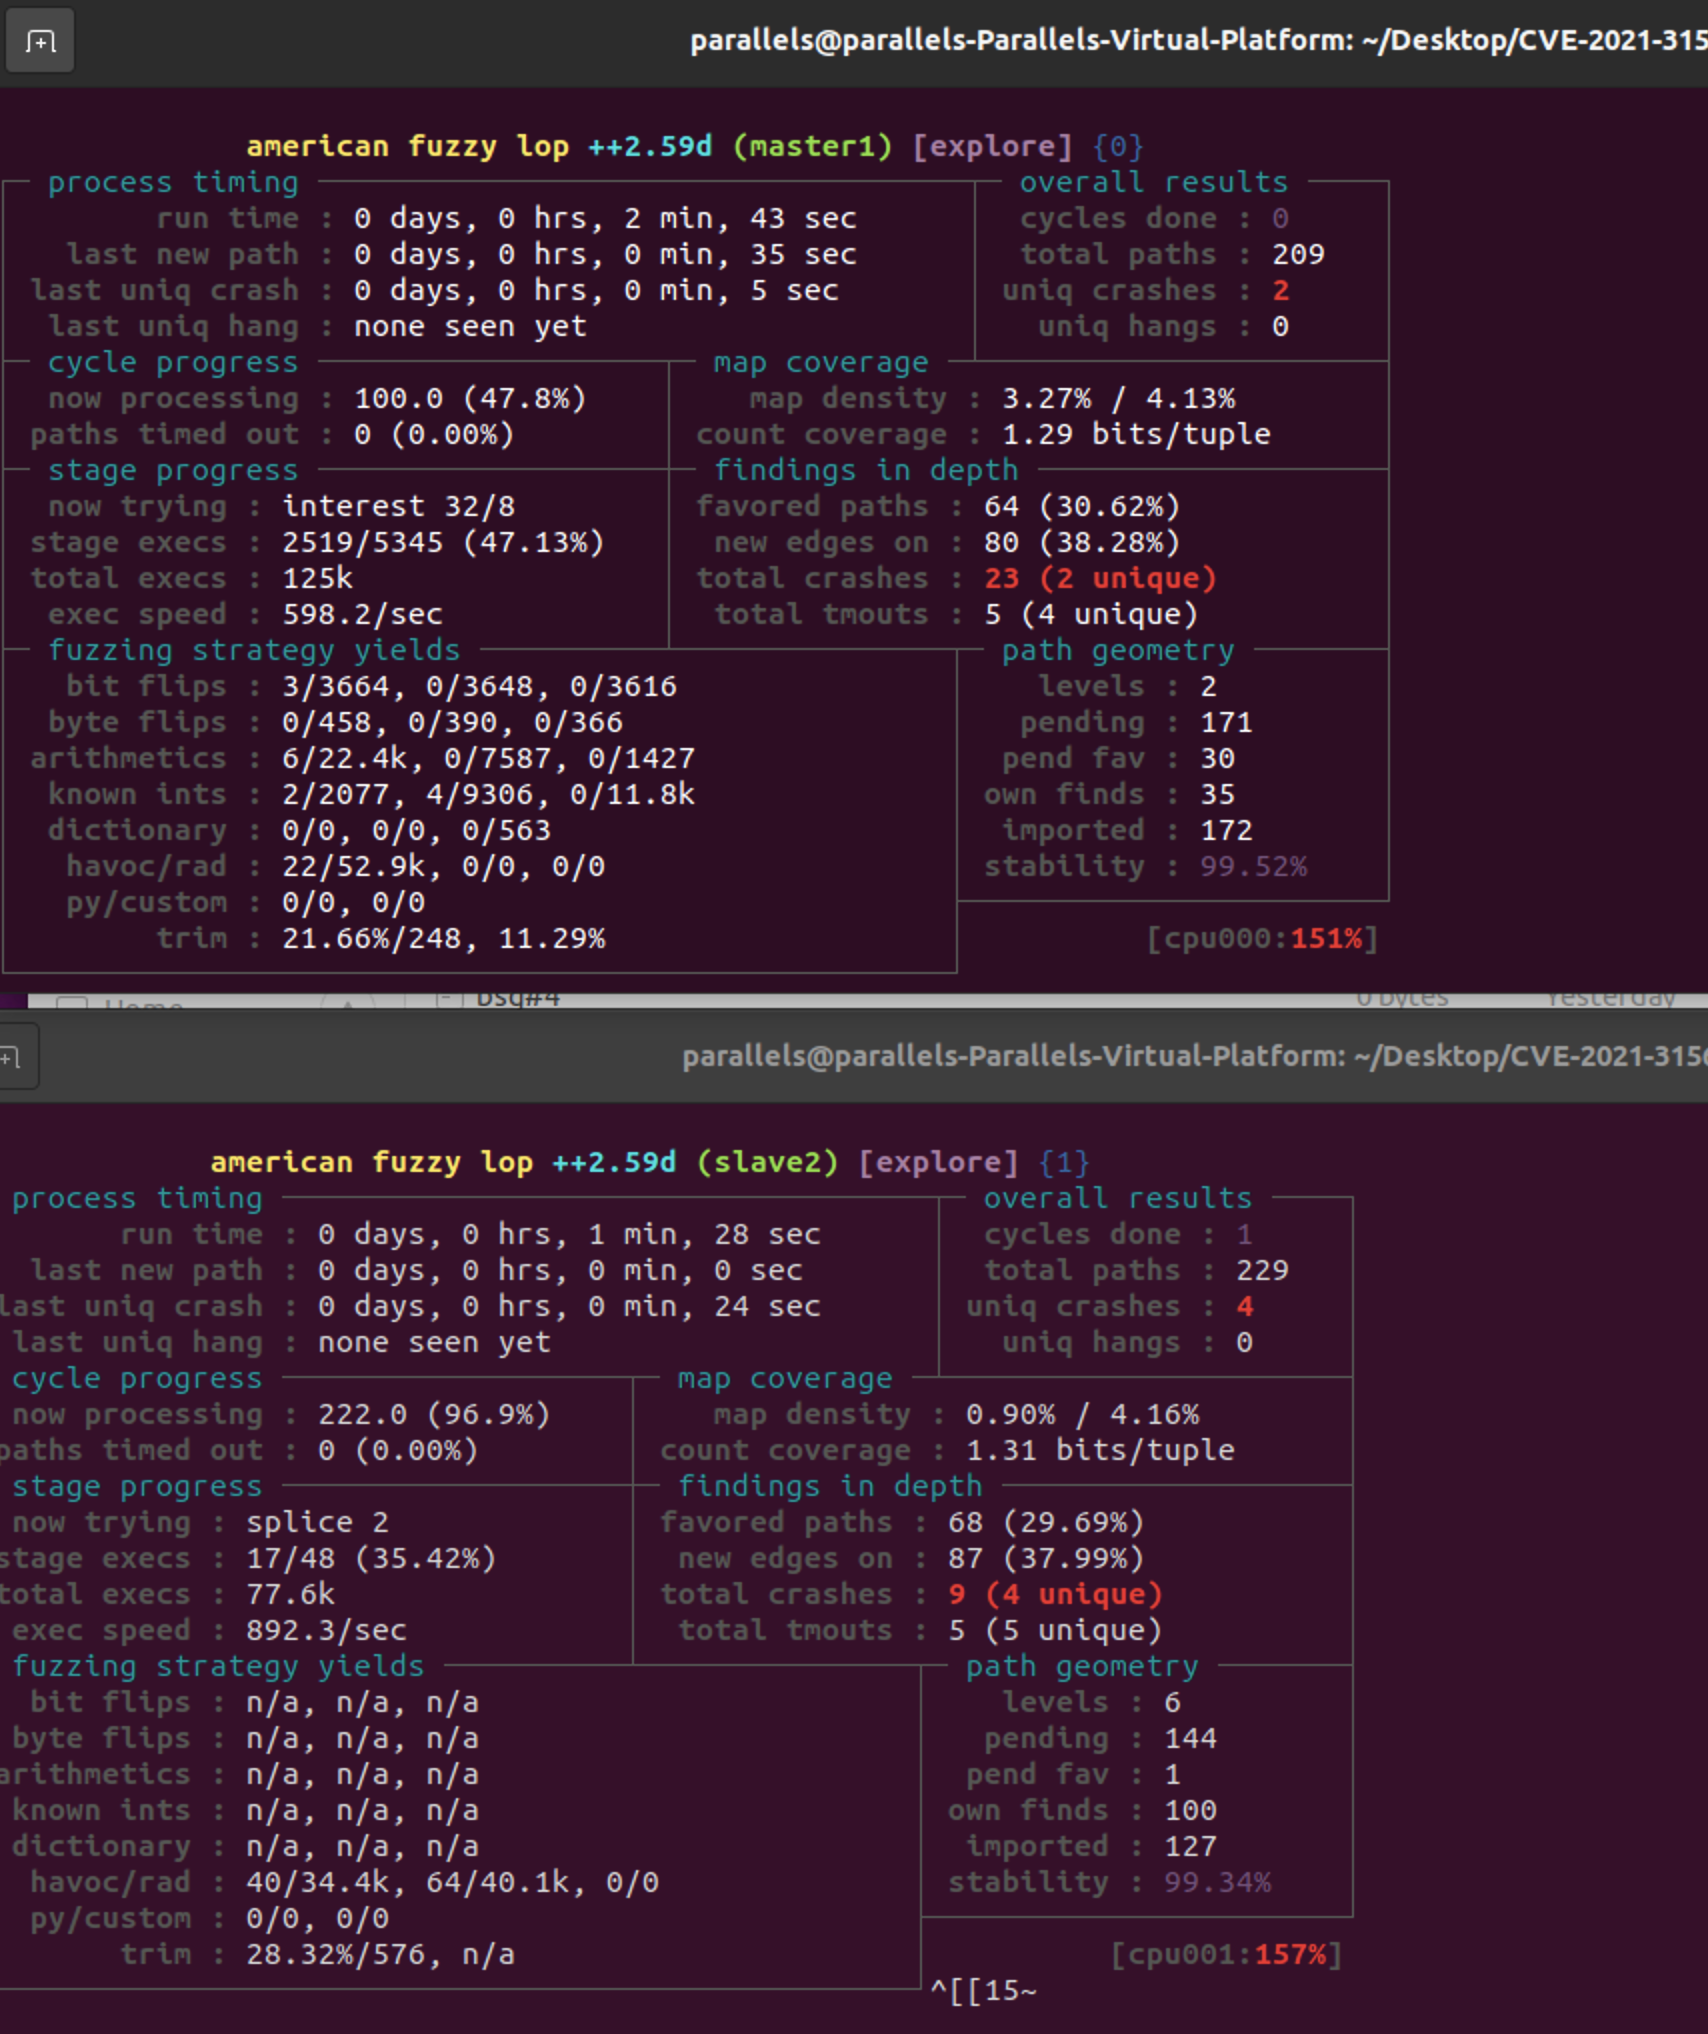 parallels@parallels-Parallels-Virtual-Platform: ~/Desktop/CVE-2021-315
american fuzzy lop ++2.59d (master1) [explore] {0}
process timing overall results
run time : 0 days, 0 hrs, 2 min, 43 sec cycles done : 0
last new path : 0 days, 0 hrs, 0 min, 35 sec total paths : 209
last uniq crash : 0 days, 0 hrs, 0 min, 5 sec uniq crashes : 2
last uniq hang : none seen yet uniq hangs : 0
cycle progress map coverage
now processing : 100.0 (47.8%) map density : 3.27% / 4.13%
paths timed out : 0 (0.00%) count coverage : 1.29 bits/tuple
stage progress findings in depth
now trying : interest 32/8 favored paths : 64 (30.62%)
stage execs : 2519/5345 (47.13%) new edges on : 80 (38.28%)
total execs : 125k total crashes : 23 (2 unique)
exec speed : 598.2/sec total tmouts : 5 (4 unique)
fuzzing strategy yields path geometry
bit flips : 3/3664, 0/3648, 0/3616 levels : 2
byte flips : 0/458, 0/390, 0/366 pending : 171
arithmetics : 6/22.4k, 0/7587, 0/1427 pend fav : 30
known ints : 2/2077, 4/9306, 0/11.8k own finds : 35
dictionary : 0/0, 0/0, 0/563 imported : 172
havoc/rad : 22/52.9k, 0/0, 0/0 stability : 99.52%
py/custom : 0/0, 0/0
trim : 21.66%/248, 11.29% [cpu000:151%]
Home bsg#4 0 bytes Yesterday
parallels@parallels-Parallels-Virtual-Platform: ~/Desktop/CVE-2021-3156
american fuzzy lop ++2.59d (slave2) [explore] {1}
process timing overall results
run time : 0 days, 0 hrs, 1 min, 28 sec cycles done : 1
last new path : 0 days, 0 hrs, 0 min, 0 sec total paths : 229
last uniq crash : 0 days, 0 hrs, 0 min, 24 sec uniq crashes : 4
last uniq hang : none seen yet uniq hangs : 0
cycle progress map coverage
now processing : 222.0 (96.9%) map density : 0.90% / 4.16%
paths timed out : 0 (0.00%) count coverage : 1.31 bits/tuple
stage progress findings in depth
now trying : splice 2 favored paths : 68 (29.69%)
stage execs : 17/48 (35.42%) new edges on : 87 (37.99%)
total execs : 77.6k total crashes : 9 (4 unique)
exec speed : 892.3/sec total tmouts : 5 (5 unique)
fuzzing strategy yields path geometry
bit flips : n/a, n/a, n/a levels : 6
byte flips : n/a, n/a, n/a pending : 144
arithmetics : n/a, n/a, n/a pend fav : 1
known ints : n/a, n/a, n/a own finds : 100
dictionary : n/a, n/a, n/a imported : 127
havoc/rad : 40/34.4k, 64/40.1k, 0/0 stability : 99.34%
py/custom : 0/0, 0/0
trim : 28.32%/576, n/a [cpu001:157%]
^[[15~